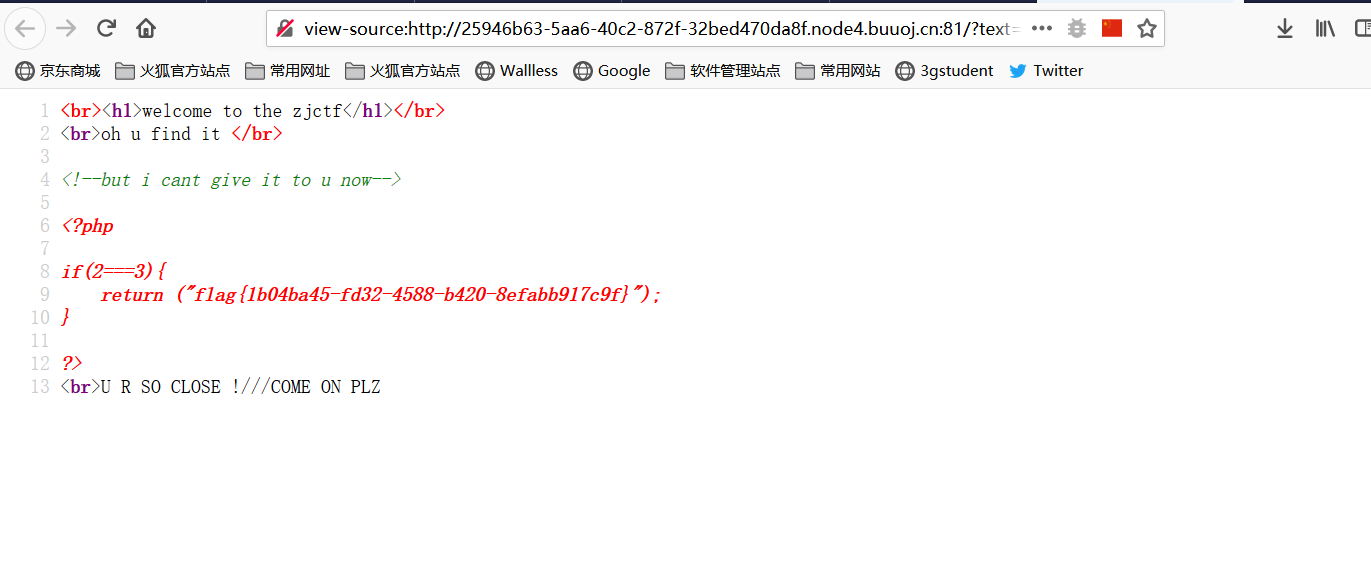 view-source:http://25946b63-5aa6-40c2-872f-32bed470da8f.node4.buuoj.cn:81/?text=
京东商城 火狐官方站点 常用网址 火狐官方站点 Wallless Google 软件管理站点 常用网站 3gstudent Twitter
1 <br><h1>welcome to the zjctf</h1></br>
2 <br>oh u find it </br>
3
4 <!--but i cant give it to u now-->
5
6 <?php
7
8 if(2===3){
9 return ("flag{1b04ba45-fd32-4588-b420-8efabb917c9f}");
10 }
11
12 ?>
13 <br>U R SO CLOSE !///COME ON PLZ